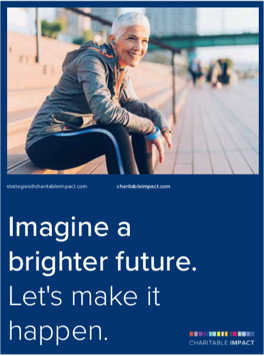 strategies@charitableimpact.com charitableimpact.com
Imagine a
brighter future.
Let's make it
happen.
CHARITABLE IMPACT